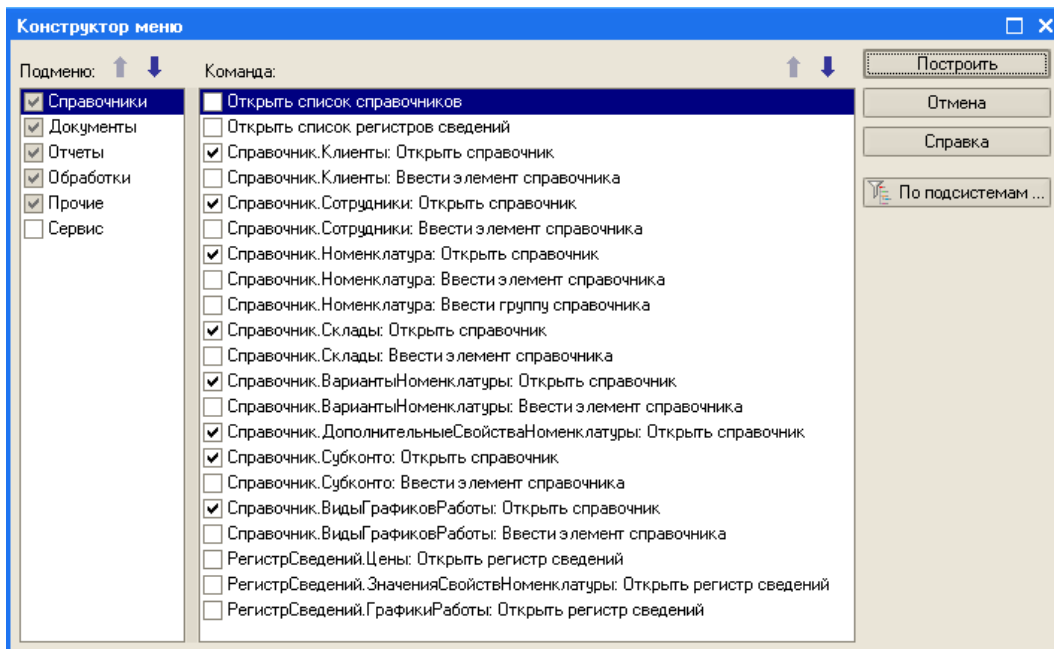 Конструктор меню
Подменю:
Команда:
Построить
Отмена
Справка
По подсистемам ...
Справочники
Документы
Отчеты
Обработки
Прочие
Сервис
Открыть список справочников
Открыть список регистров сведений
Справочник.Клиенты: Открыть справочник
Справочник.Клиенты: Ввести элемент справочника
Справочник.Сотрудники: Открыть справочник
Справочник.Сотрудники: Ввести элемент справочника
Справочник.Номенклатура: Открыть справочник
Справочник.Номенклатура: Ввести элемент справочника
Справочник.Номенклатура: Ввести группу справочника
Справочник.Склады: Открыть справочник
Справочник.Склады: Ввести элемент справочника
Справочник.ВариантыНоменклатуры: Открыть справочник
Справочник.ВариантыНоменклатуры: Ввести элемент справочника
Справочник.ДополнительныеСвойстваНоменклатуры: Открыть справочник
Справочник.Субконто: Открыть справочник
Справочник.Субконто: Ввести элемент справочника
Справочник.ВидыГрафиковРаботы: Открыть справочник
Справочник.ВидыГрафиковРаботы: Ввести элемент справочника
РегистрСведений.Цены: Открыть регистр сведений
РегистрСведений.ЗначенияСвойствНоменклатуры: Открыть регистр сведений
РегистрСведений.ГрафикиРаботы: Открыть регистр сведений